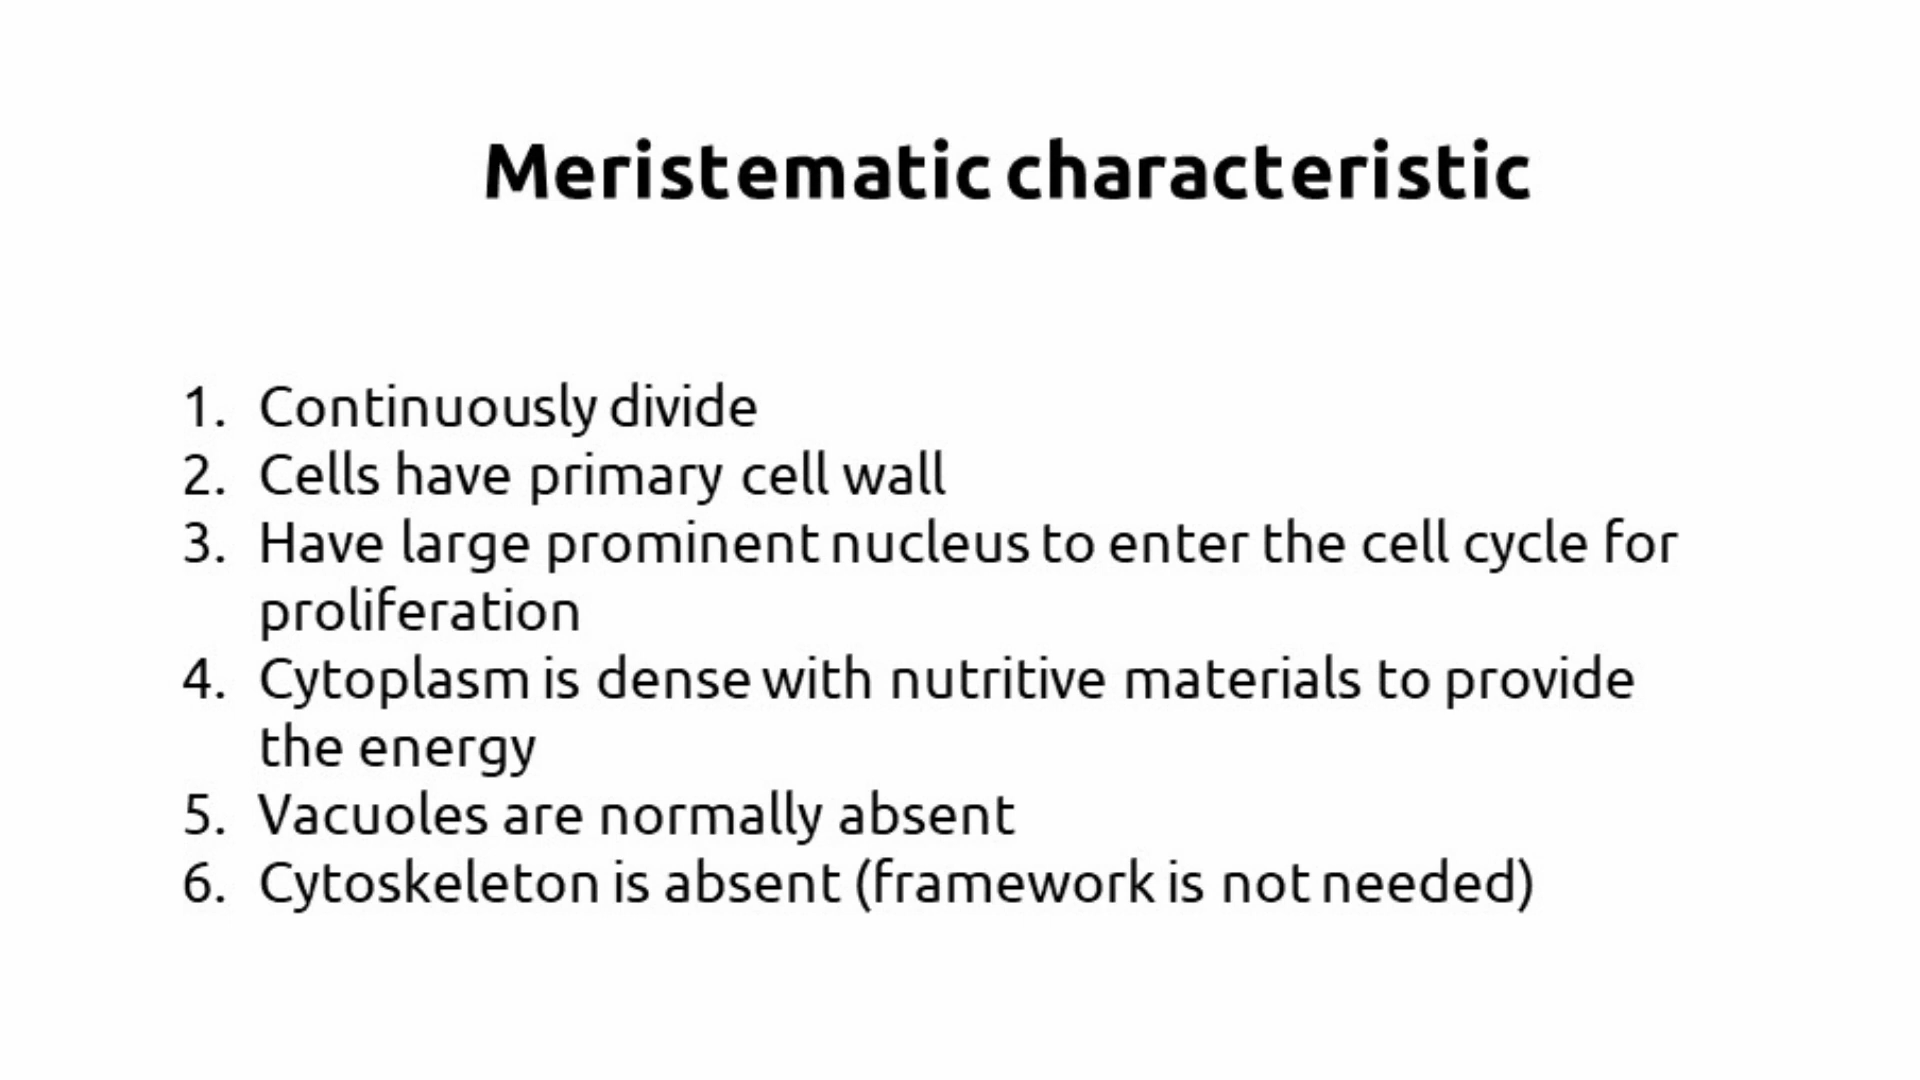 Meristematic characteristic
1. Continuously divide
2. Cells have primary cell wall
3. Have large prominent nucleus to enter the cell cycle for
proliferation
4. Cytoplasm is dense with nutritive materials to provide
the energy
5. Vacuoles are normally absent
6. Cytoskeleton is absent (framework is not needed)